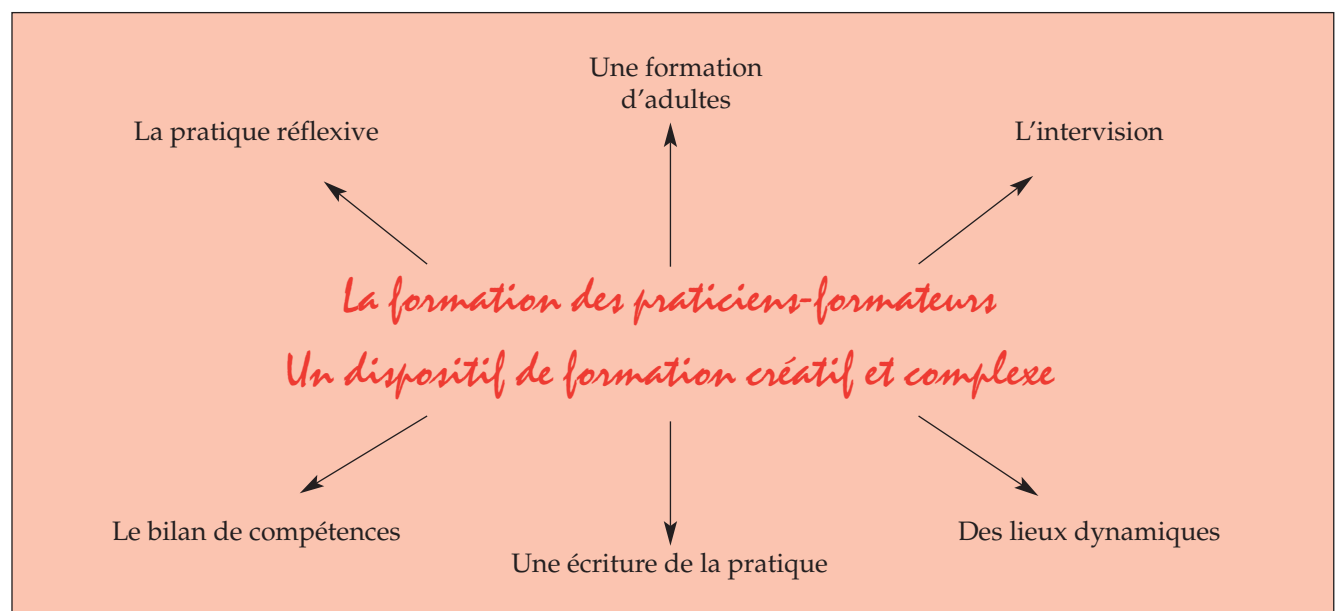 Une formation
d’adultes
La pratique réflexive
L’intervision
La formation des praticiens-formateurs
Un dispositif de formation créatif et complexe
Le bilan de compétences
Des lieux dynamiques
Une écriture de la pratique